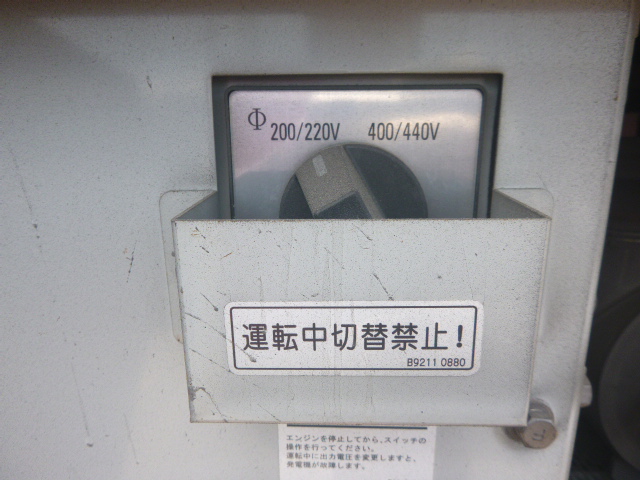 Φ 200/220V 400/440V
運転中切替禁止!
B9211 0880
エンジンを停止してから、スイッチの
操作を行ってください。
運転中に出力電圧を変更しますと、
発電機が故障します。